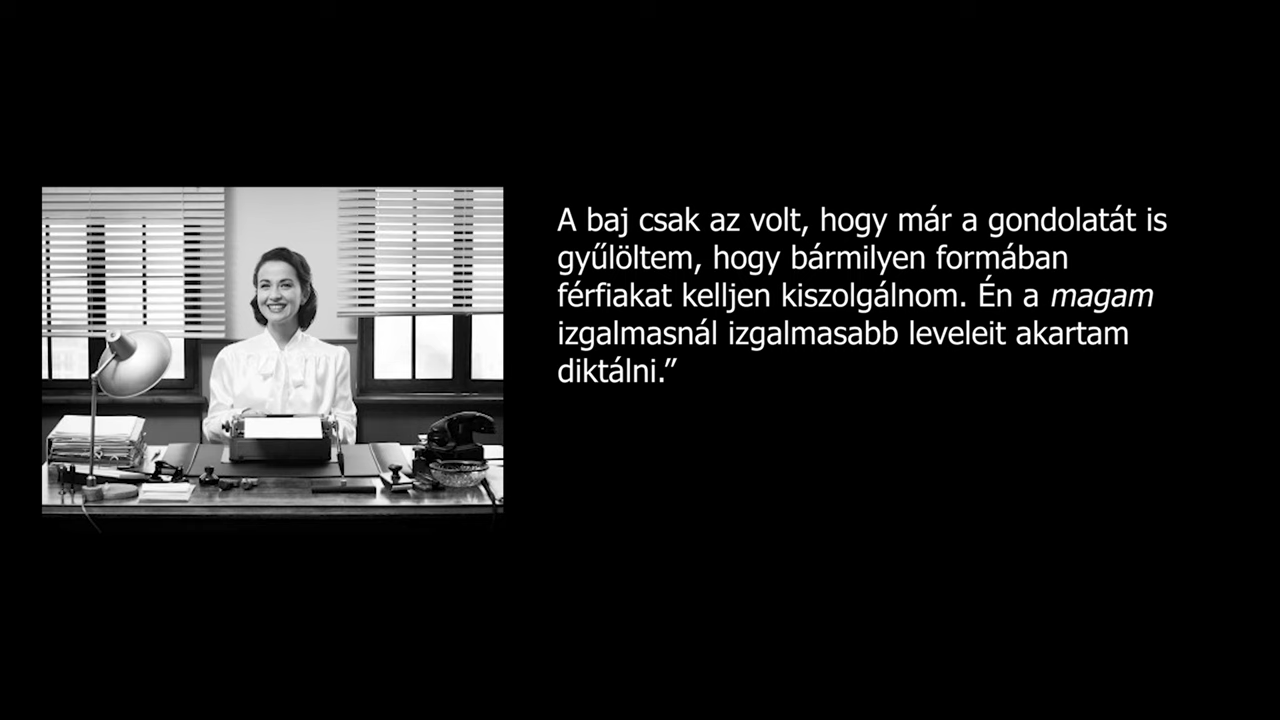 A baj csak az volt, hogy már a gondolatát is
gyűlöltem, hogy bármilyen formában
férfiakat kelljen kiszolgálnom. Én a magam
izgalmasnál izgalmasabb leveleit akartam
diktálni.”